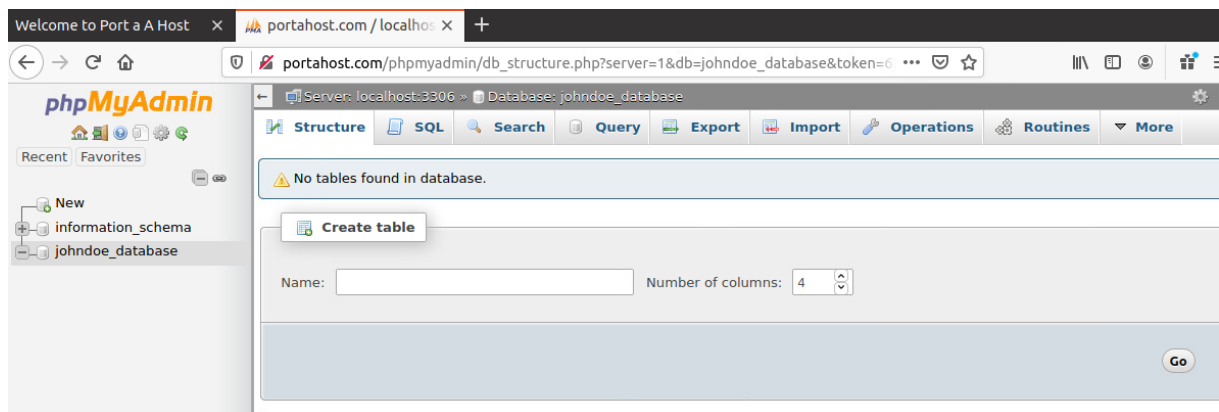 Welcome to Port a A Host
portahost.com / localhos
portahost.com/phpmyadmin/db_structure.php?server=1&db=johndoe_database&token=6
phpMyAdmin
Recent Favorites
New
information_schema
johndoe_database
Server: localhost:3306 » Database: johndoe_database
Structure SQL Search Query Export Import Operations Routines More
No tables found in database.
Create table
Name: Number of columns: 4
Go